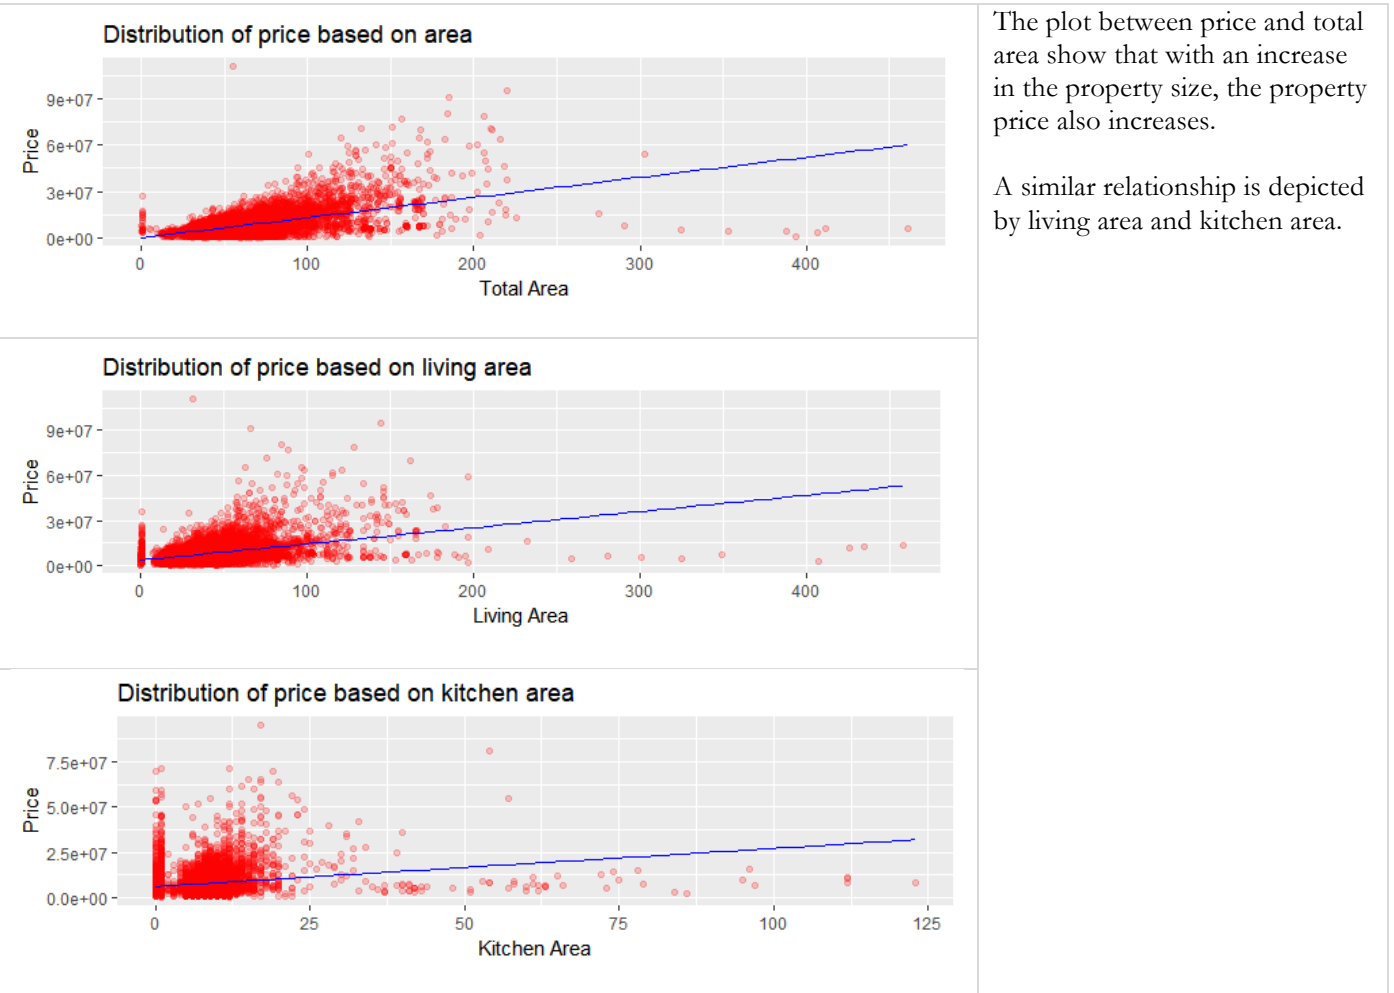 Distribution of price based on area
9e+07
6e+07
3e+07
0e+00
Price
0 100 200 300 400
Total Area
The plot between price and total
area show that with an increase
in the property size, the property
price also increases.
A similar relationship is depicted
by living area and kitchen area.
Distribution of price based on living area
9e+07
6e+07
3e+07
0e+00
Price
0 100 200 300 400
Living Area
Distribution of price based on kitchen area
7.5e+07
5.0e+07
2.5e+07
0.0e+00
Price
0 25 50 75 100 125
Kitchen Area